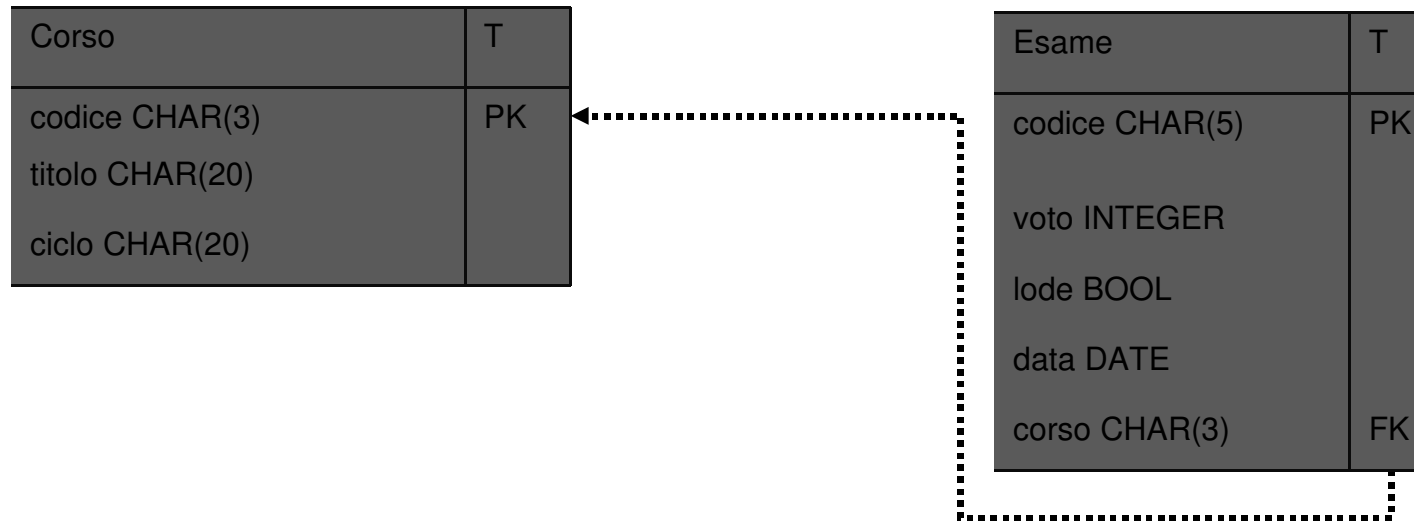 Corso T
codice CHAR(3) PK
titolo CHAR(20)
ciclo CHAR(20)
Esame T
codice CHAR(5) PK
voto INTEGER
lode BOOL
data DATE
corso CHAR(3) FK